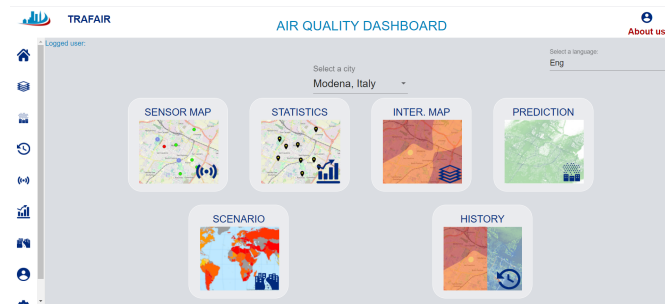 TRAFAIR
AIR QUALITY DASHBOARD
About us
Logged user:
Select a language:
Eng
Select a city
Modena, Italy
SENSOR MAP
STATISTICS
INTER. MAP
PREDICTION
SCENARIO
HISTORY